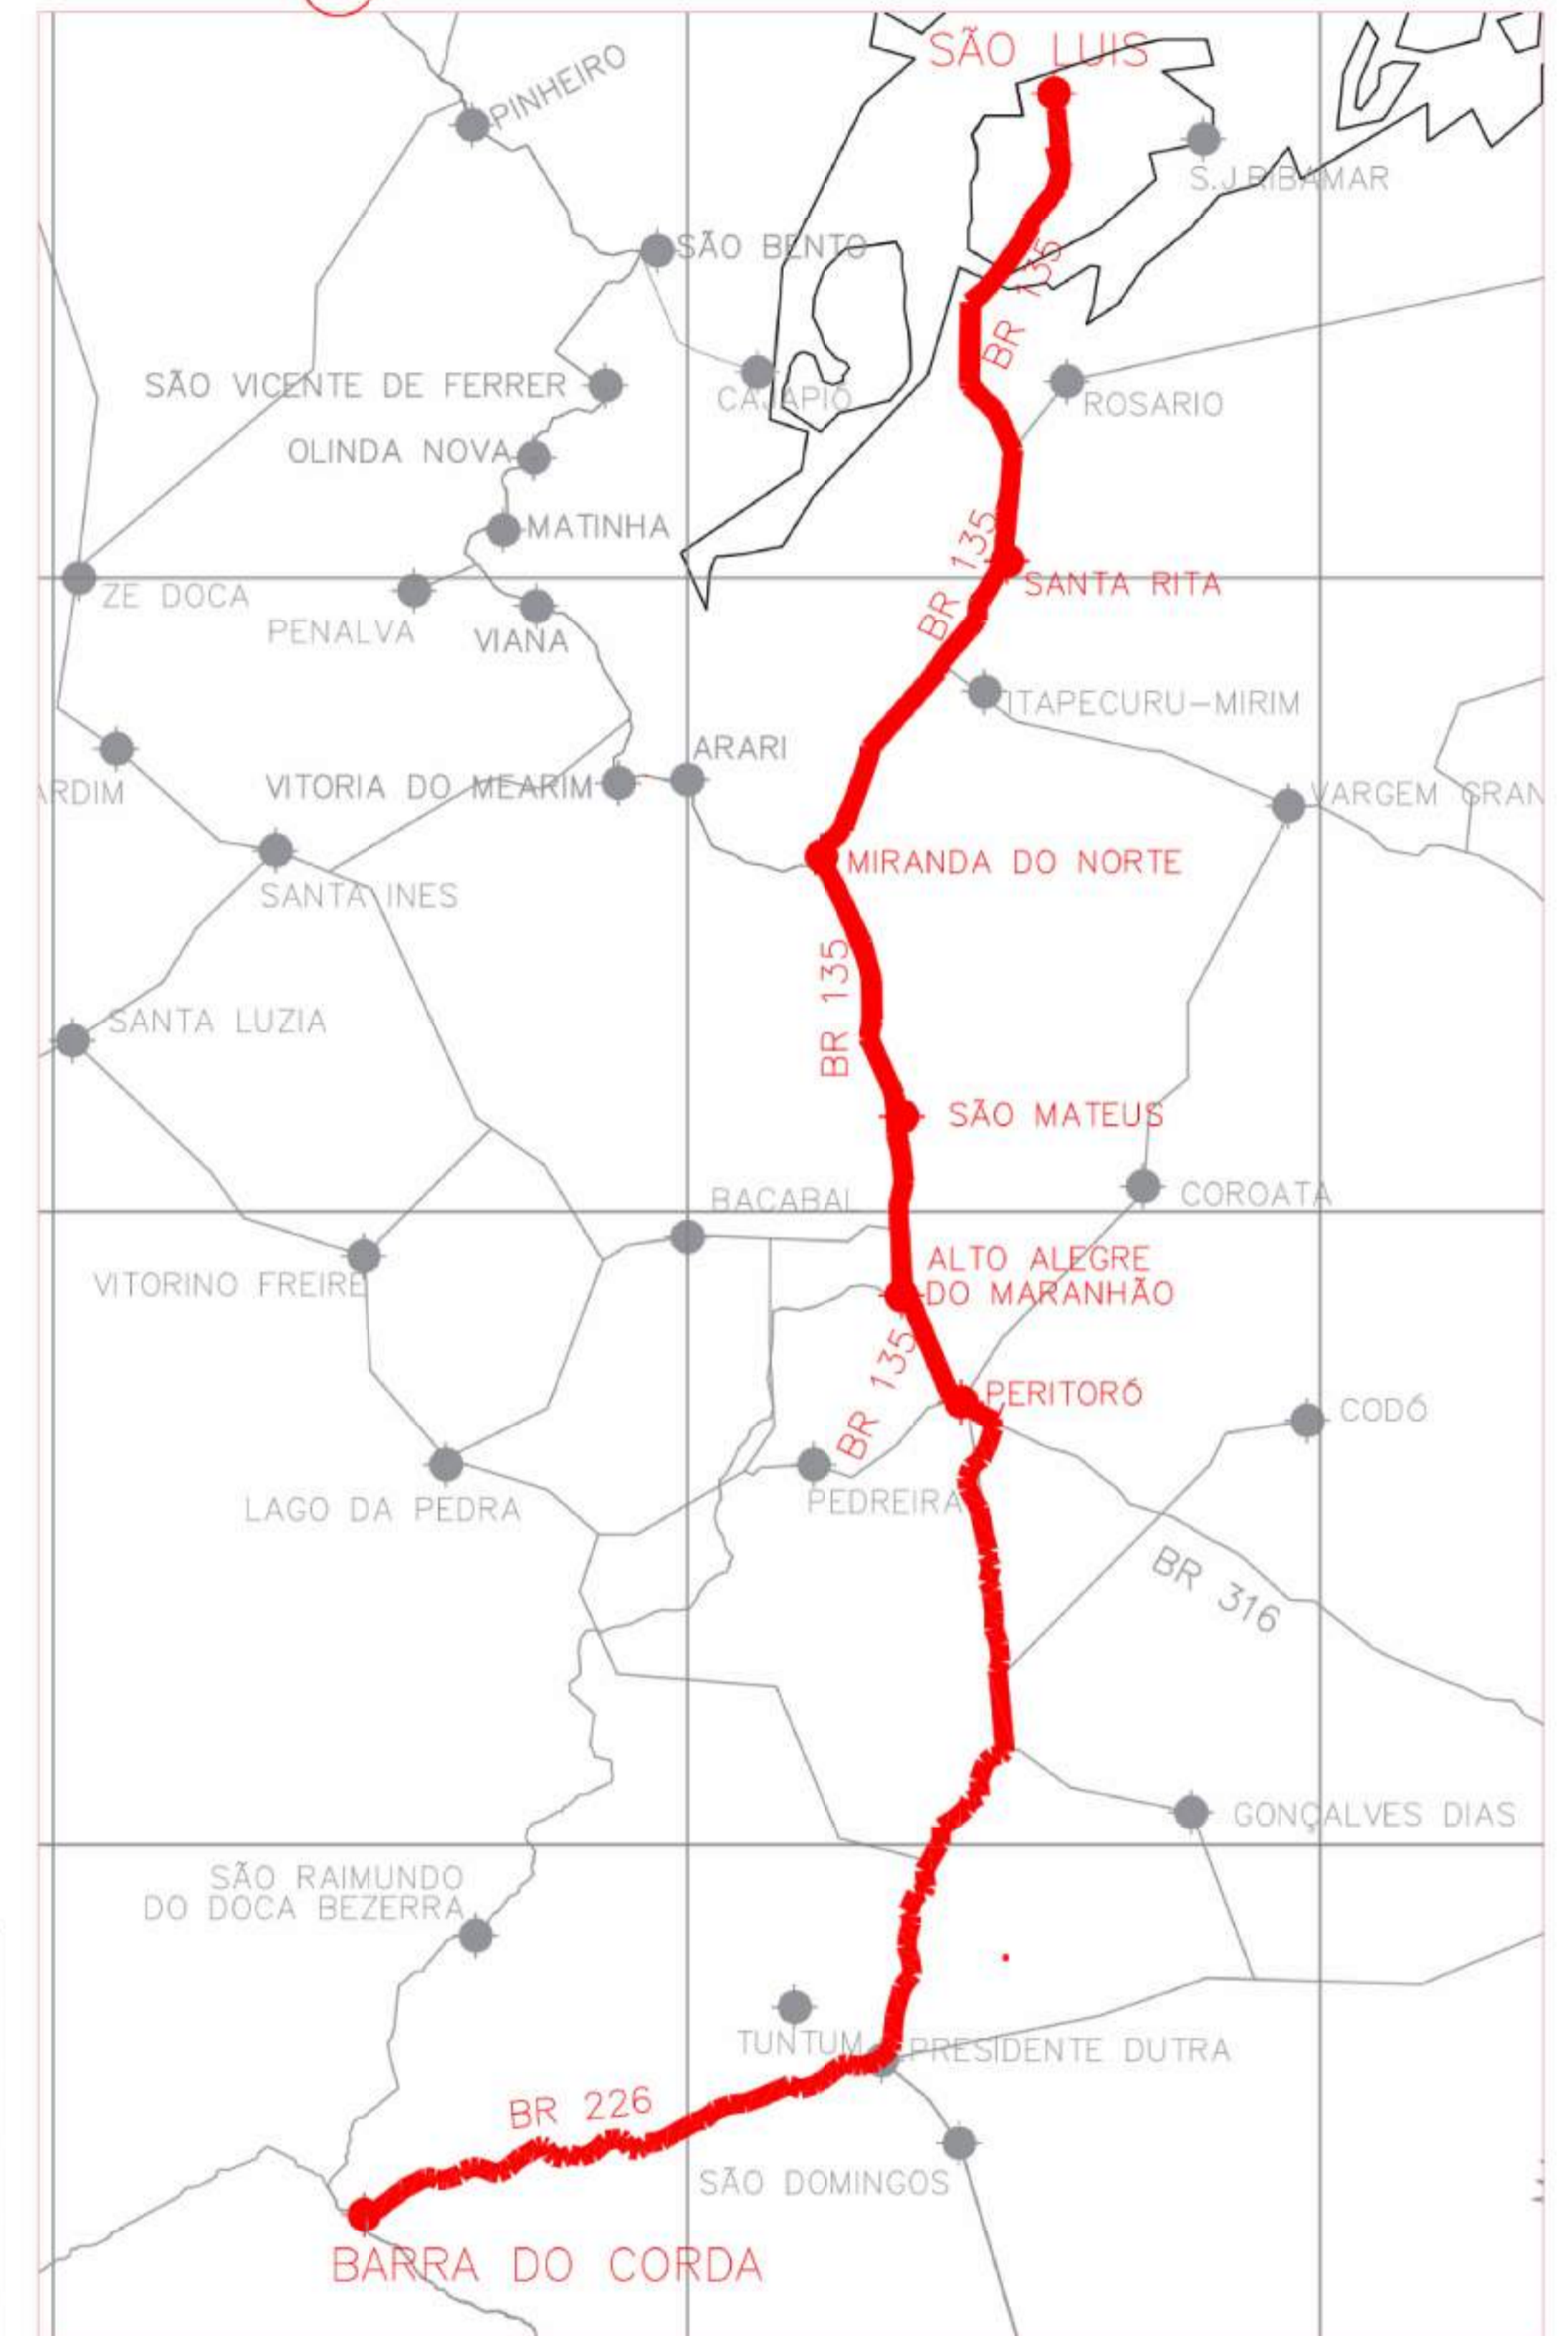 PINHEIRO
SÃO LUIS
S.J.RIBAMAR
SÃO BENTO
BR 135
SÃO VICENTE DE FERRER
CAJAPIÓ
ROSARIO
OLINDA NOVA
MATINHA
BR 135
ZE DOCA
SANTA RITA
PENALVA
VIANA
ITAPECURU-MIRIM
ARARI
VITORIA DO MEARIM
ARDIM
VARGEM GRAN
MIRANDA DO NORTE
SANTA INES
BR 135
SANTA LUZIA
SÃO MATEUS
BACABAL
COROATÁ
ALTO ALEGRE
DO MARANHÃO
VITORINO FREIRE
BR 135
PERITORÓ
CODÓ
LAGO DA PEDRA
PEDREIRA
BR 316
GONÇALVES DIAS
SÃO RAIMUNDO
DO DOCA BEZERRA
TUNTUM
PRESIDENTE DUTRA
BR 226
SÃO DOMINGOS
BARRA DO CORDA